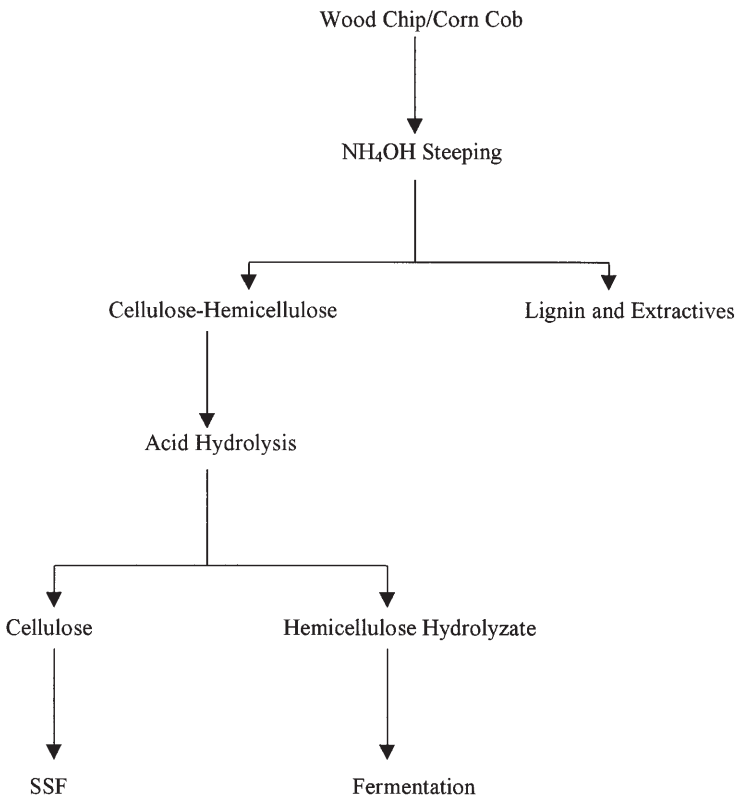 Wood Chip/Corn Cob
NH₄OH Steeping
Cellulose-Hemicellulose
Lignin and Extractives
Acid Hydrolysis
Cellulose
Hemicellulose Hydrolyzate
SSF
Fermentation